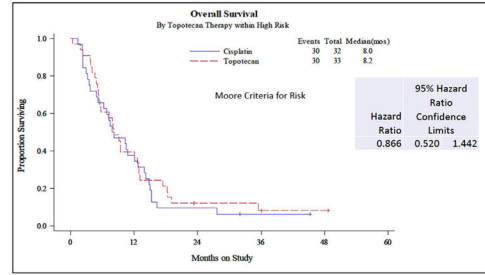 Overall Survival
By Topotecan Therapy within High Risk
Events Total Median(mos)
Cisplatin 30 32 8.0
Topotecan 30 33 8.2
Moore Criteria for Risk
Hazard Ratio 95% Hazard Ratio Confidence Limits
0.866 0.520 1.442
Proportion Surviving
1.0
0.8
0.6
0.4
0.2
0.0
0 12 24 36 48 60
Months on Study